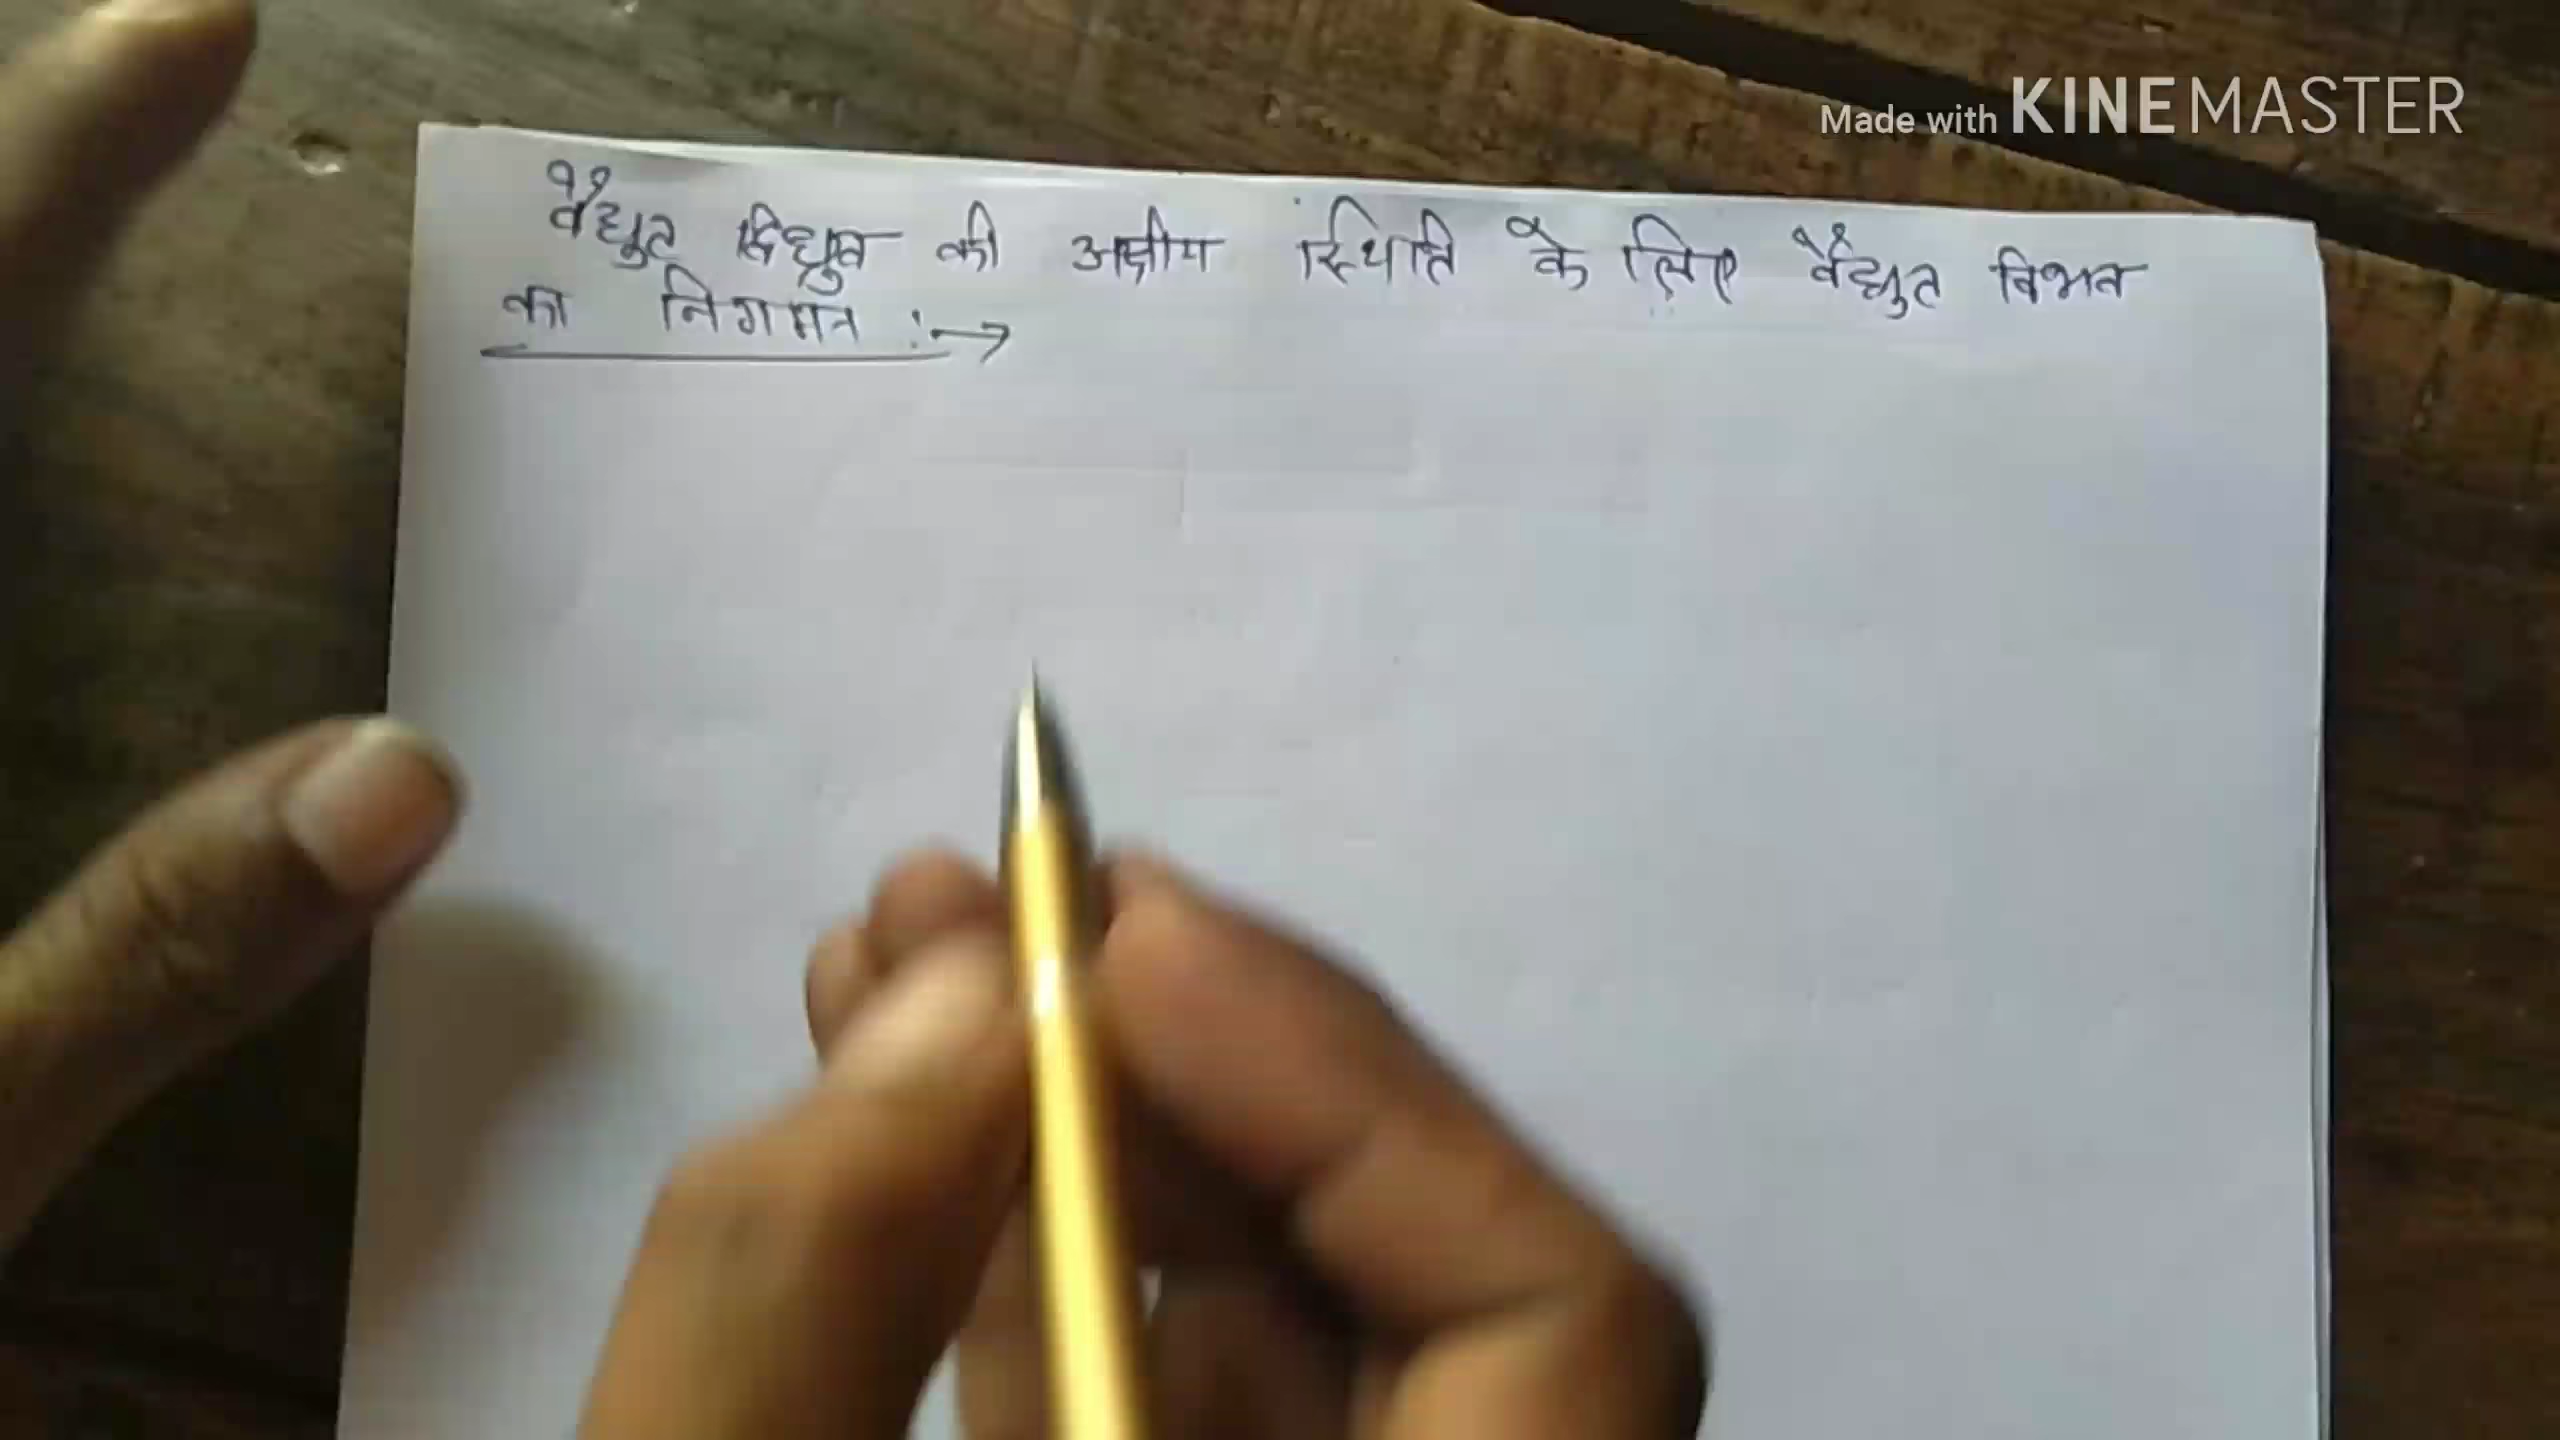 Made with KINEMASTER
वैद्युत द्विध्रुव की अक्षीय स्थिति के लिए वैद्युत विभव
का निगमन :→